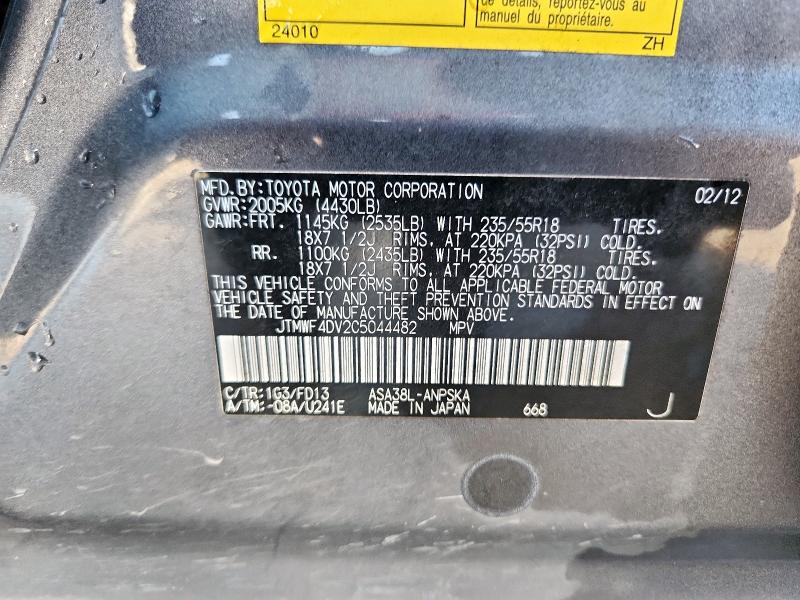 de détails, reportez-vous au
manuel du propriétaire.
24010 ZH
MFD.BY:TOYOTA MOTOR CORPORATION 02/12
GVWR:2005KG (4430LB)
GAWR:FRT. 1145KG (2535LB) WITH 235/55R18 TIRES.
18X7 1/2J RIMS, AT 220KPA (32PSI) COLD.
RR. 1100KG (2435LB) WITH 235/55R18 TIRES.
18X7 1/2J RIMS, AT 220KPA (32PSI) COLD.
THIS VEHICLE CONFORMS TO ALL APPLICABLE FEDERAL MOTOR
VEHICLE SAFETY AND THEFT PREVENTION STANDARDS IN EFFECT ON
THE DATE OF MANUFACTURE SHOWN ABOVE.
JTMWF4DV2C5044482 MPV
C/TR:1G3/FD13 ASA38L-ANPSKA
A/TM:-08A/U241E MADE IN JAPAN 668 J